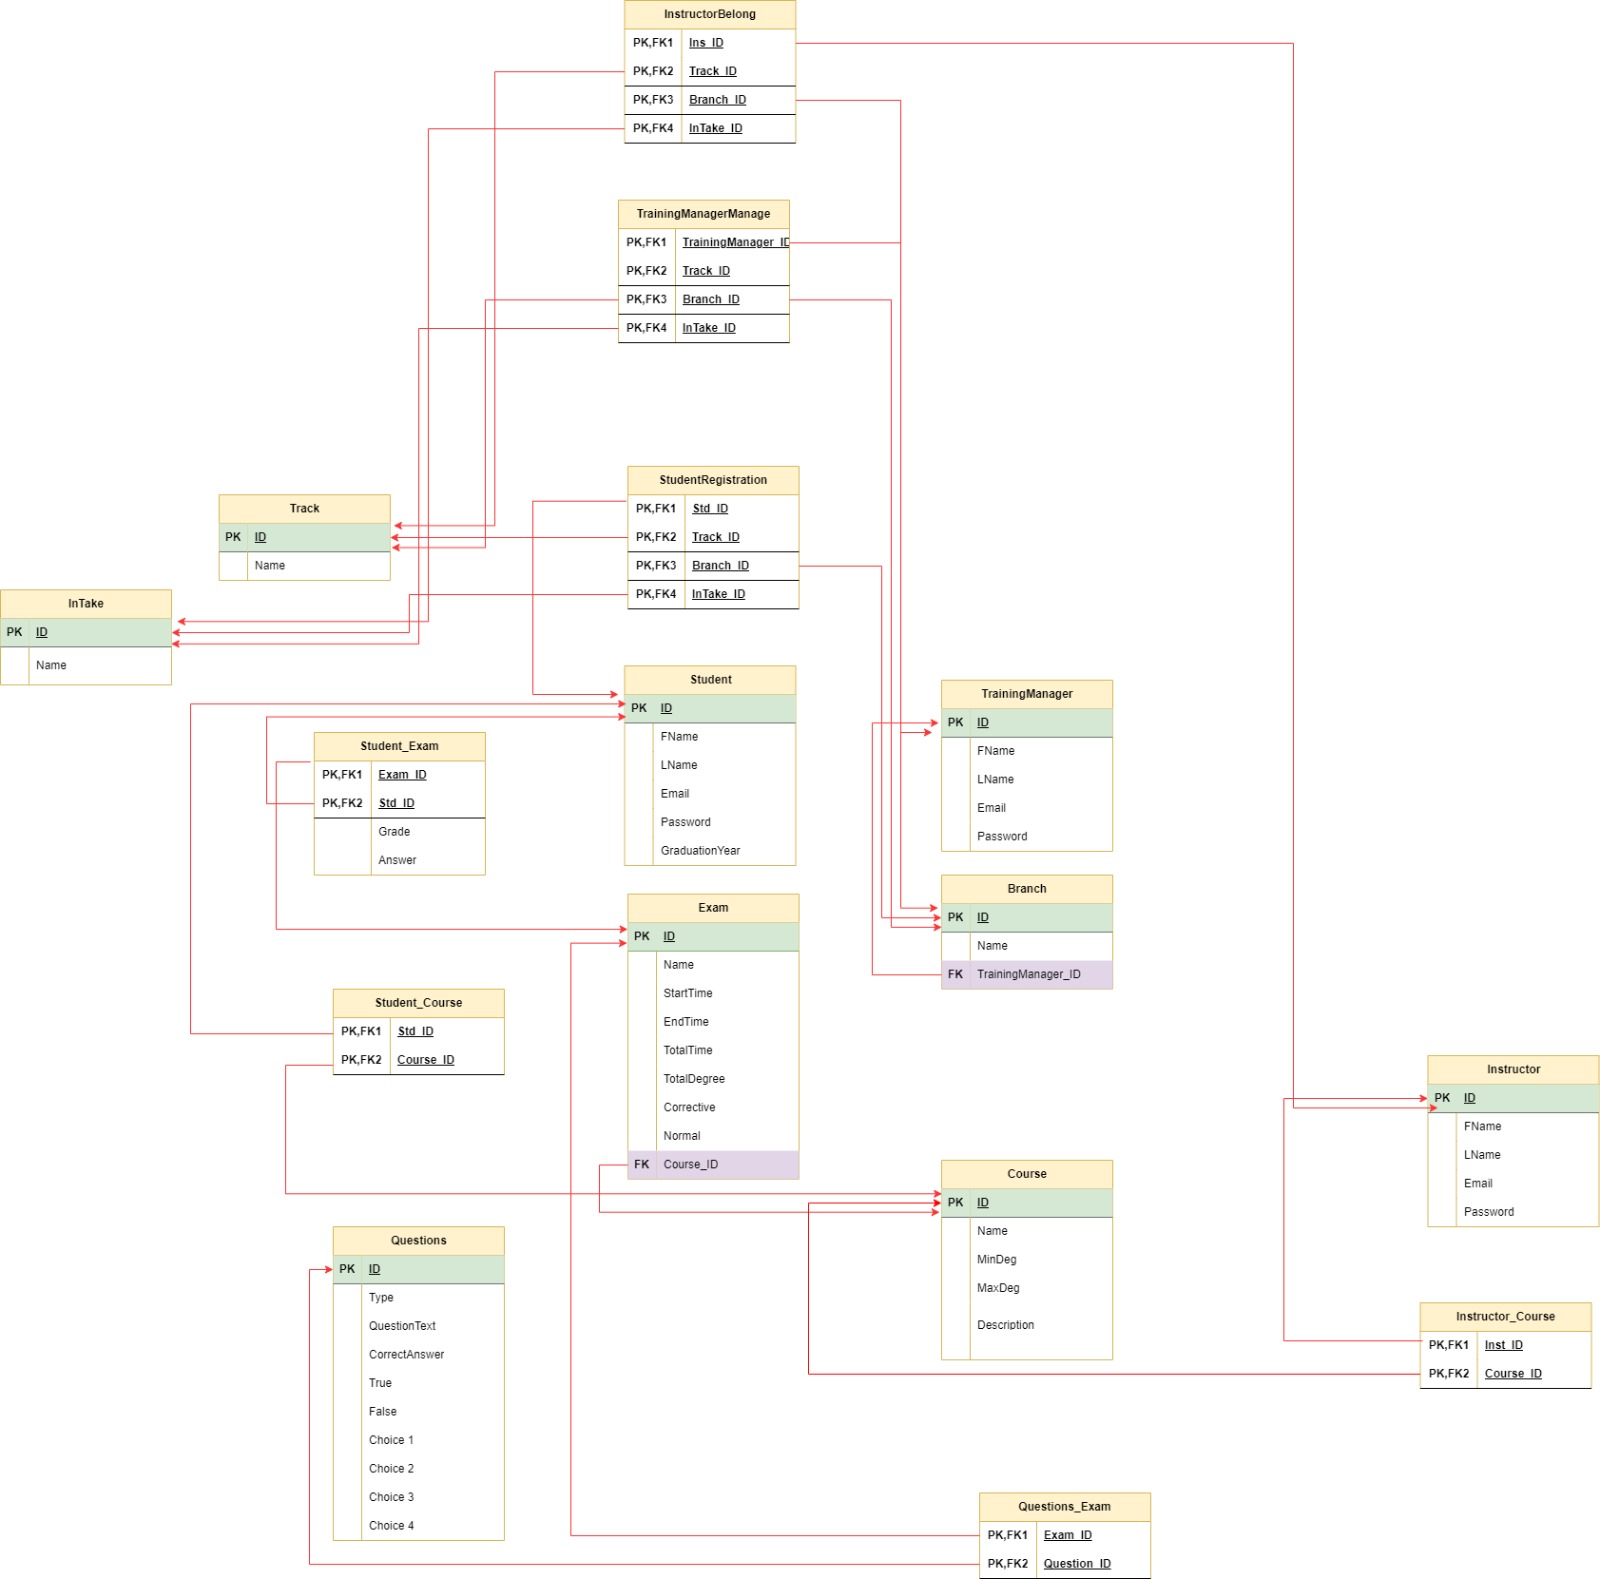 InstructorBelong
PK,FK1 Ins_ID
PK,FK2 Track_ID
PK,FK3 Branch_ID
PK,FK4 InTake_ID
TrainingManagerManage
PK,FK1 TrainingManager_ID
PK,FK2 Track_ID
PK,FK3 Branch_ID
PK,FK4 InTake_ID
StudentRegistration
PK,FK1 Std_ID
PK,FK2 Track_ID
PK,FK3 Branch_ID
PK,FK4 InTake_ID
Track
PK ID
Name
InTake
PK ID
Name
Student
PK ID
FName
LName
Email
Password
GraduationYear
TrainingManager
PK ID
FName
LName
Email
Password
Student_Exam
PK,FK1 Exam_ID
PK,FK2 Std_ID
Grade
Answer
Branch
PK ID
Name
FK TrainingManager_ID
Exam
PK ID
Name
StartTime
EndTime
TotalTime
TotalDegree
Corrective
Normal
FK Course_ID
Student_Course
PK,FK1 Std_ID
PK,FK2 Course_ID
Instructor
PK ID
FName
LName
Email
Password
Course
PK ID
Name
MinDeg
MaxDeg
Description
Questions
PK ID
Type
QuestionText
CorrectAnswer
True
False
Choice 1
Choice 2
Choice 3
Choice 4
Instructor_Course
PK,FK1 Inst_ID
PK,FK2 Course_ID
Questions_Exam
PK,FK1 Exam_ID
PK,FK2 Question_ID